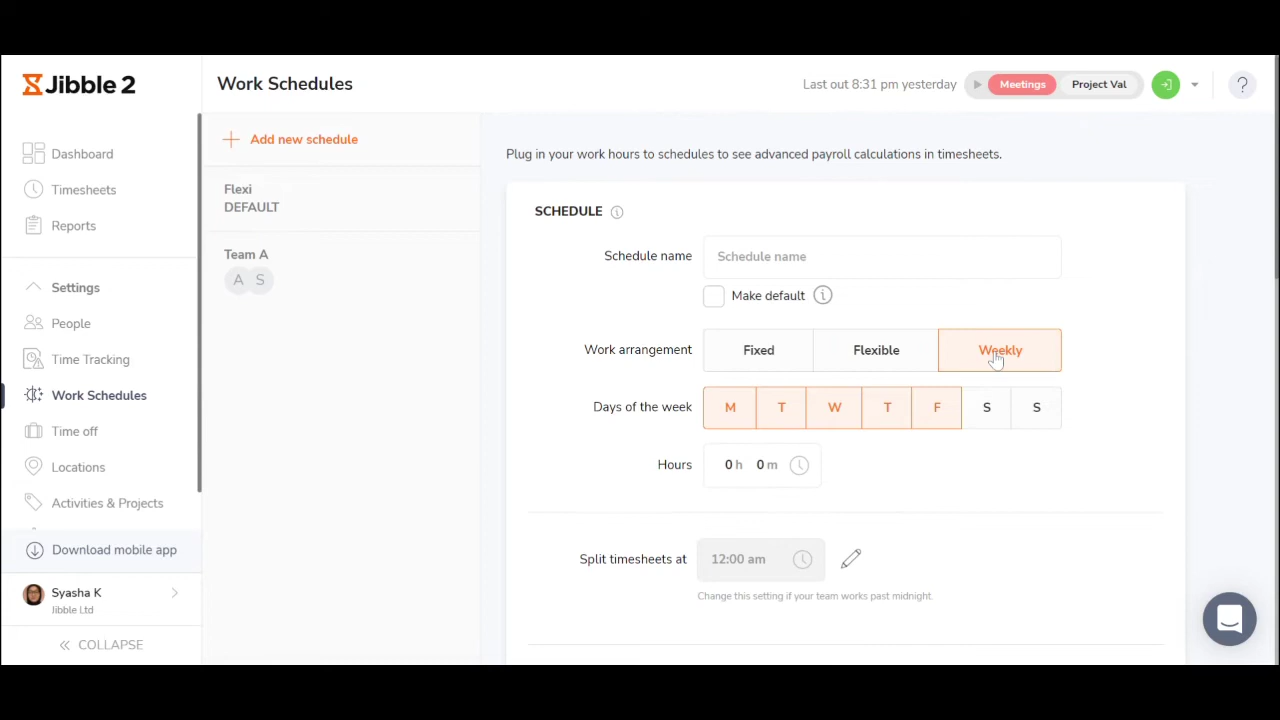 Jibble 2
Work Schedules
Last out 8:31 pm yesterday
Meetings
Project Val
?
Dashboard
Timesheets
Reports
Settings
People
Time Tracking
Work Schedules
Time off
Locations
Activities & Projects
Download mobile app
Syasha K
Jibble Ltd
COLLAPSE
Add new schedule
Flexi
DEFAULT
Team A
A S
Plug in your work hours to schedules to see advanced payroll calculations in timesheets.
SCHEDULE
Schedule name Schedule name
Make default
Work arrangement Fixed Flexible Weekly
Days of the week M T W T F S S
Hours 0 h 0 m
Split timesheets at 12:00 am
Change this setting if your team works past midnight.